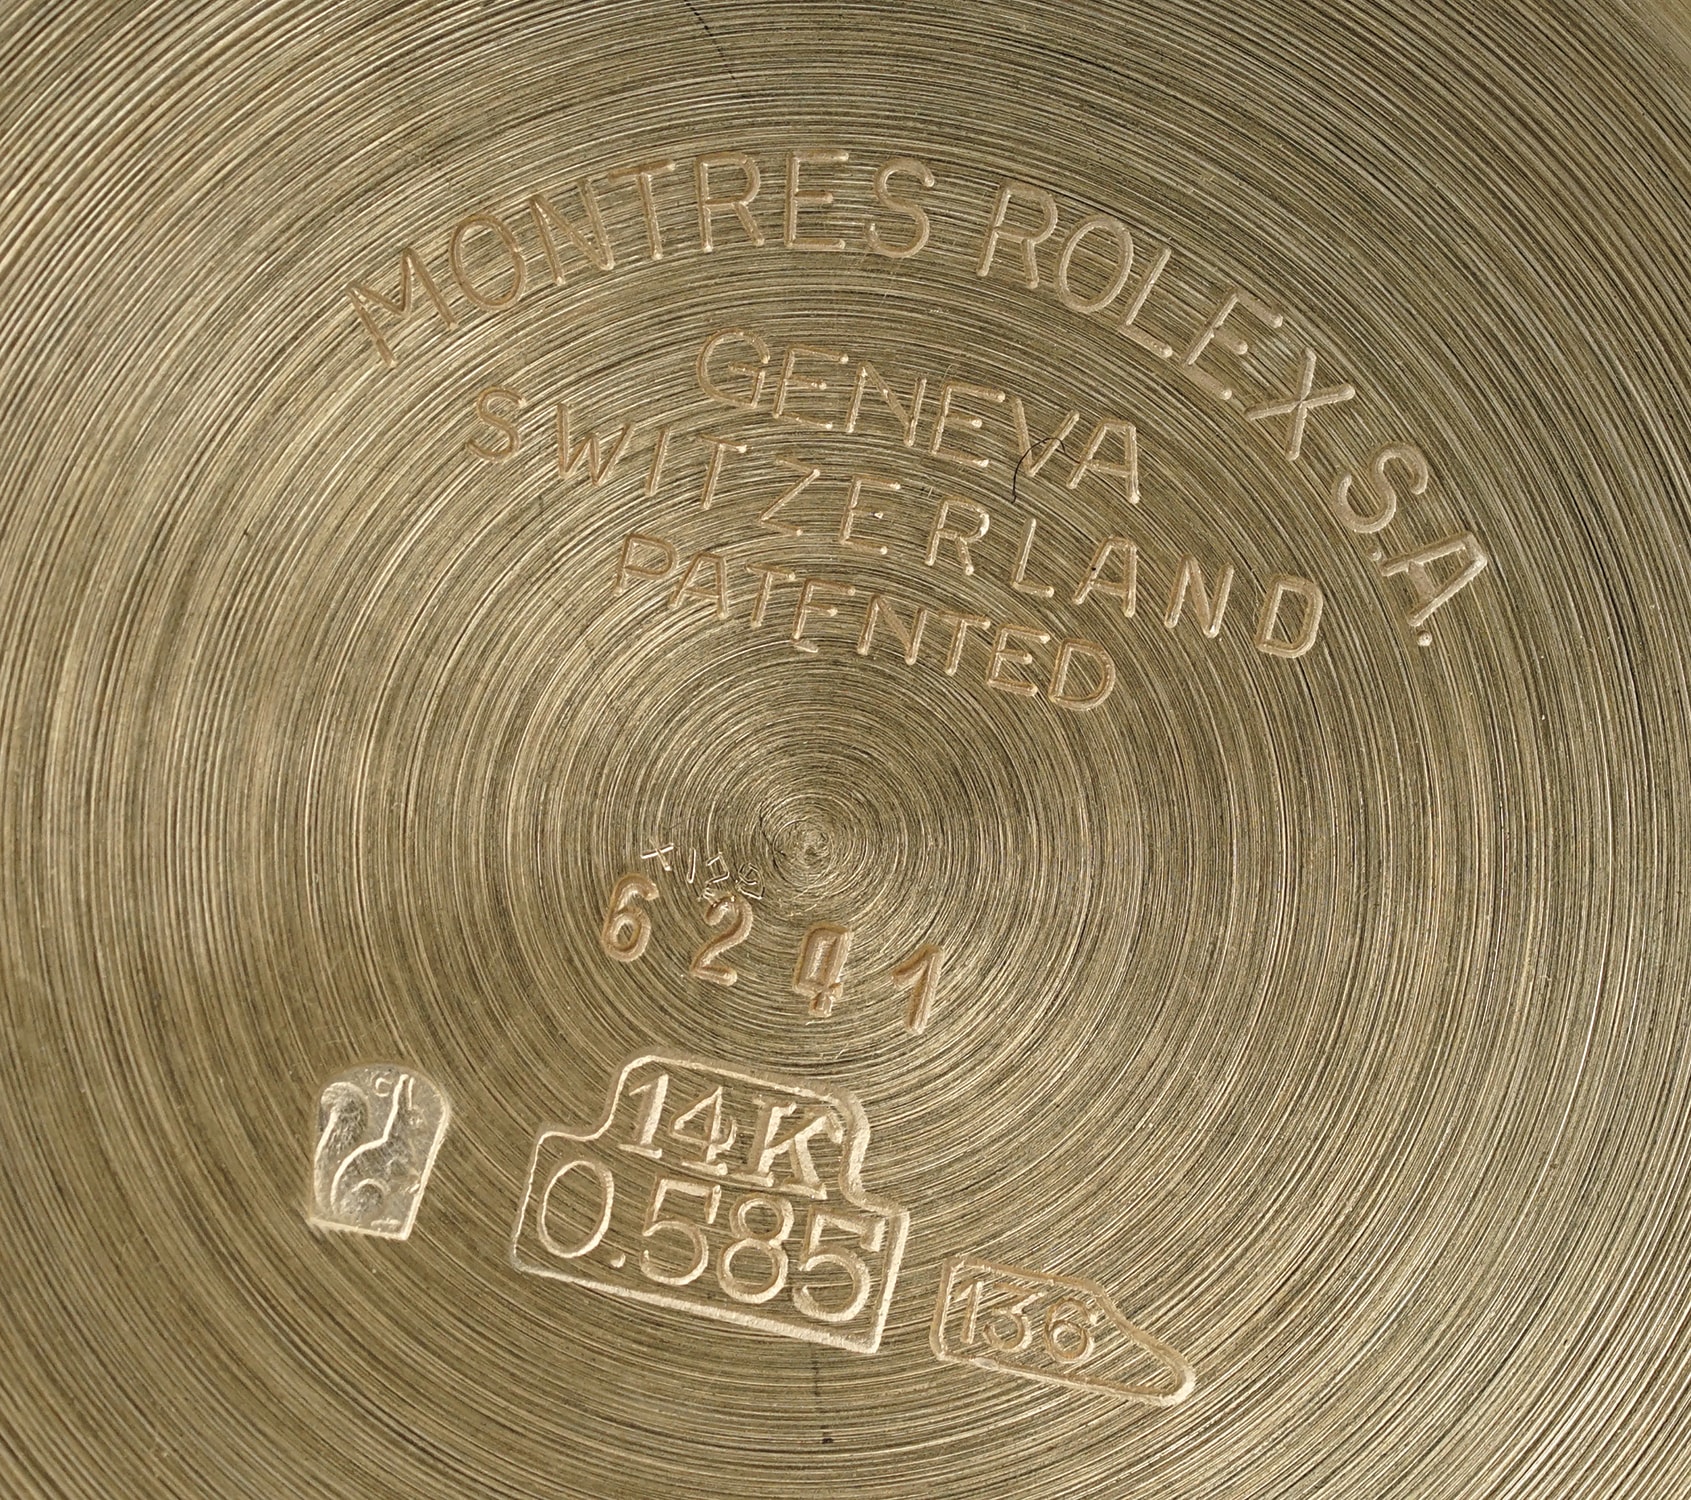 MONTRES ROLEX S.A.
GENEVA
SWITZERLAND
PATENTED
6241
14K
0.585
136